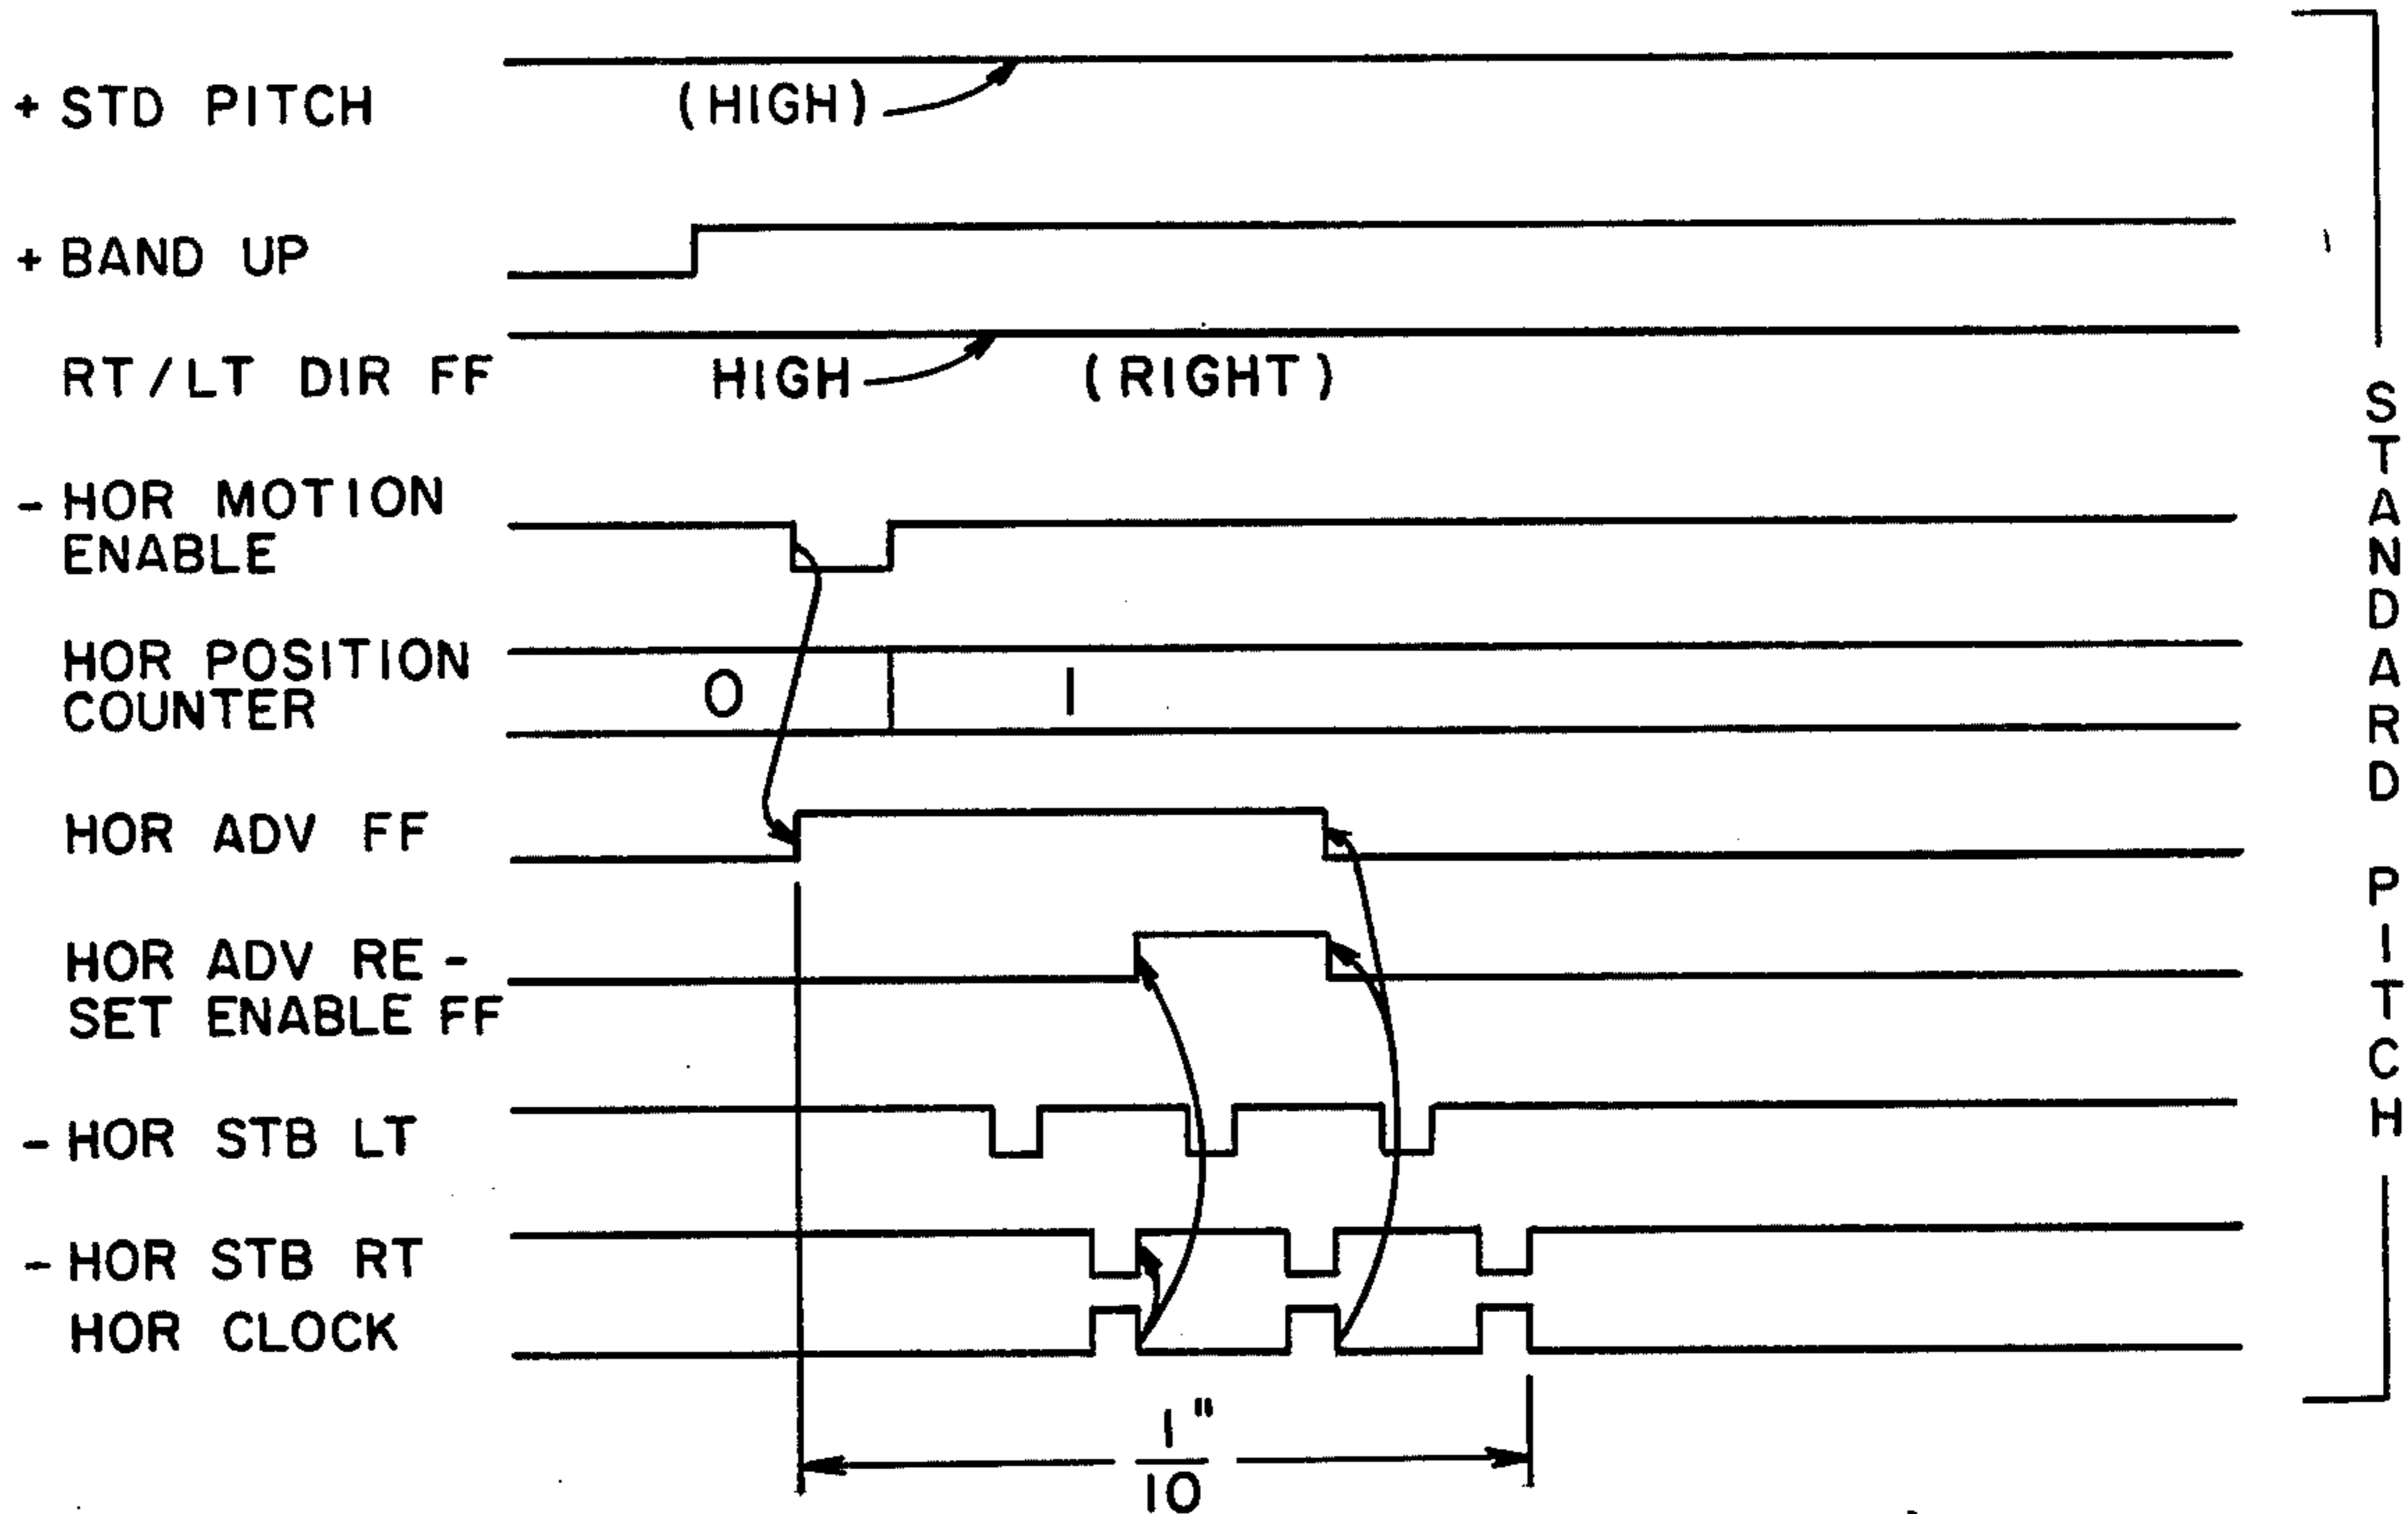 + STD PITCH
(HIGH)
+ BAND UP
RT/LT DIR FF
HIGH
(RIGHT)
- HOR MOTION
ENABLE
HOR POSITION
COUNTER
0
1
HOR ADV FF
HOR ADV RE-
SET ENABLE FF
- HOR STB LT
- HOR STB RT
HOR CLOCK
1"
10
STANDARD PITCH